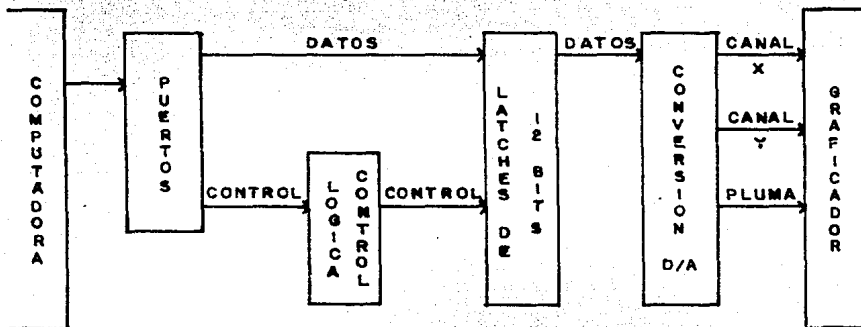 COMPUTADORA
PUERTOS
DATOS
CONTROL
LOGICA
CONTROL
CONTROL
LATCHES DE
12 BITS
DATOS
CONVERSION
D/A
CANAL
X
CANAL
Y
PLUMA
GRAFICADOR